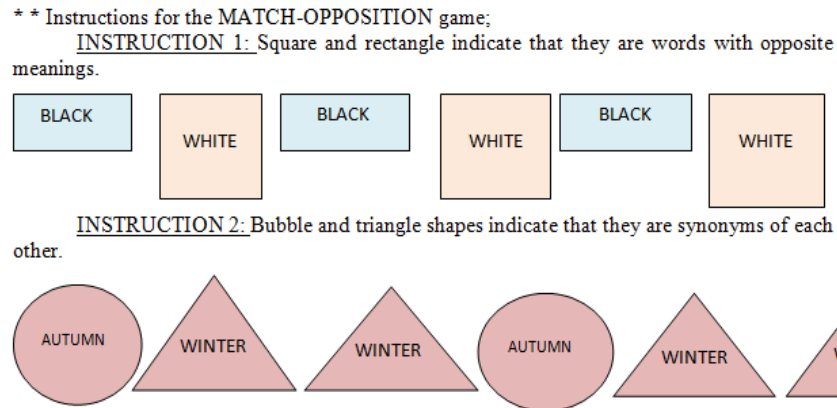 * * Instructions for the MATCH-OPPOSITION game;
INSTRUCTION 1: Square and rectangle indicate that they are words with opposite
meanings.
BLACK WHITE BLACK WHITE BLACK WHITE
INSTRUCTION 2: Bubble and triangle shapes indicate that they are synonyms of each
other.
AUTUMN WINTER WINTER AUTUMN WINTER